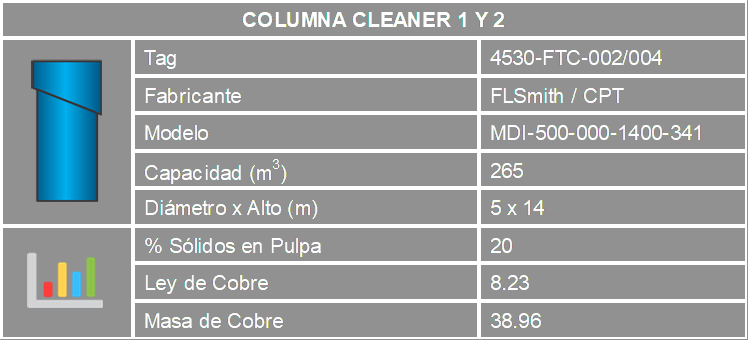 COLUMNA CLEANER 1 Y 2
Tag 4530-FTC-002/004
Fabricante FLSmith / CPT
Modelo MDI-500-000-1400-341
Capacidad (m³) 265
Diámetro x Alto (m) 5 x 14
% Sólidos en Pulpa 20
Ley de Cobre 8.23
Masa de Cobre 38.96